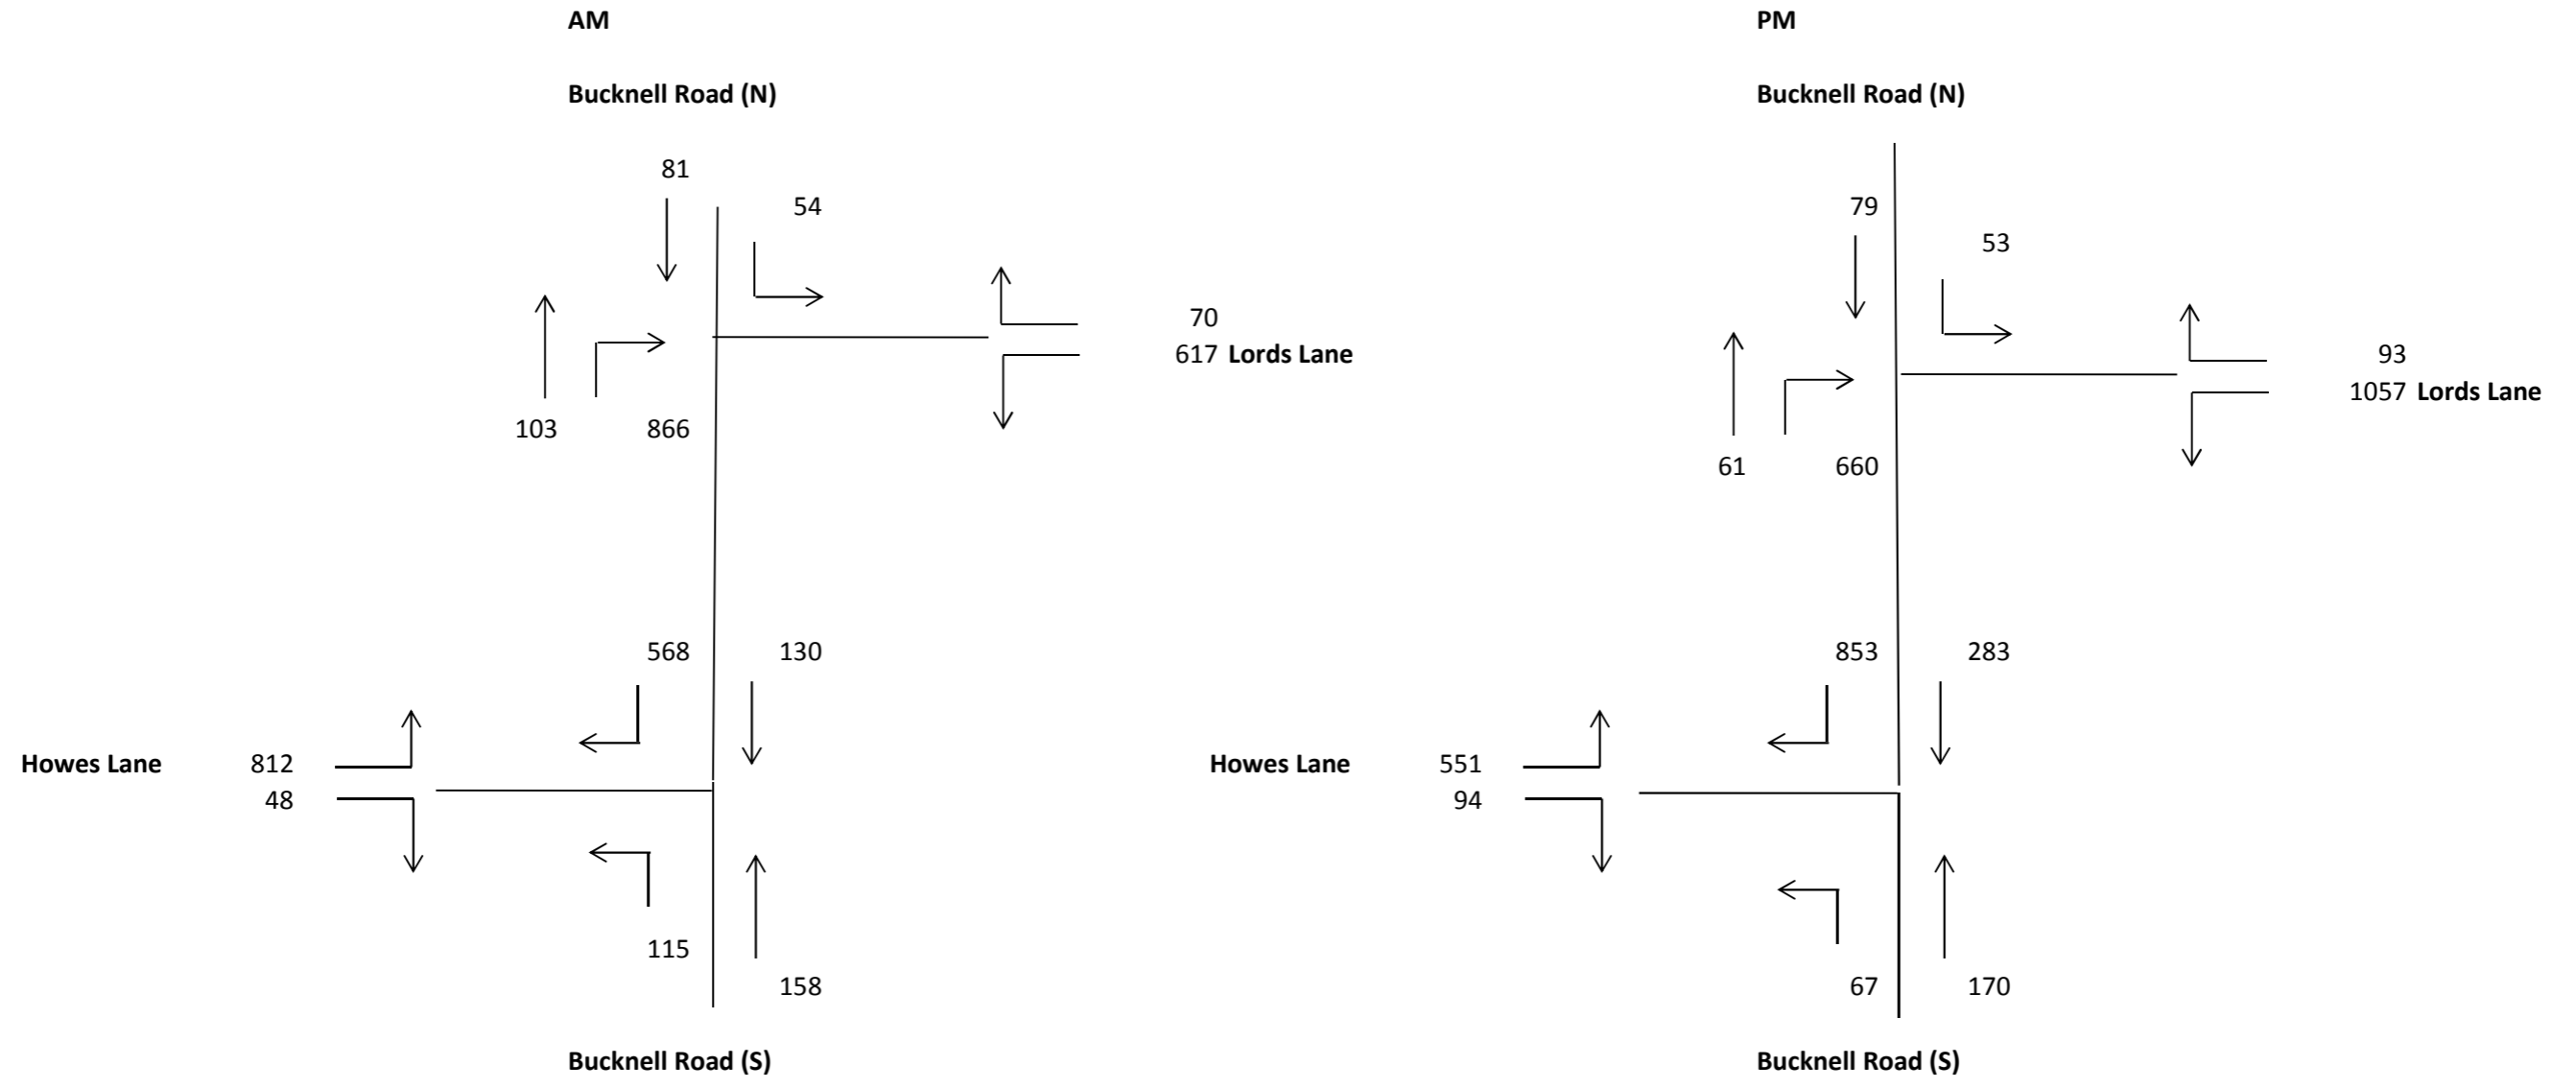 AM
Bucknell Road (N)
81
54
70
617 Lords Lane
103 866
568 130
Howes Lane 812
48
115
158
Bucknell Road (S)
PM
Bucknell Road (N)
79
53
93
1057 Lords Lane
61 660
853 283
Howes Lane 551
94
67 170
Bucknell Road (S)